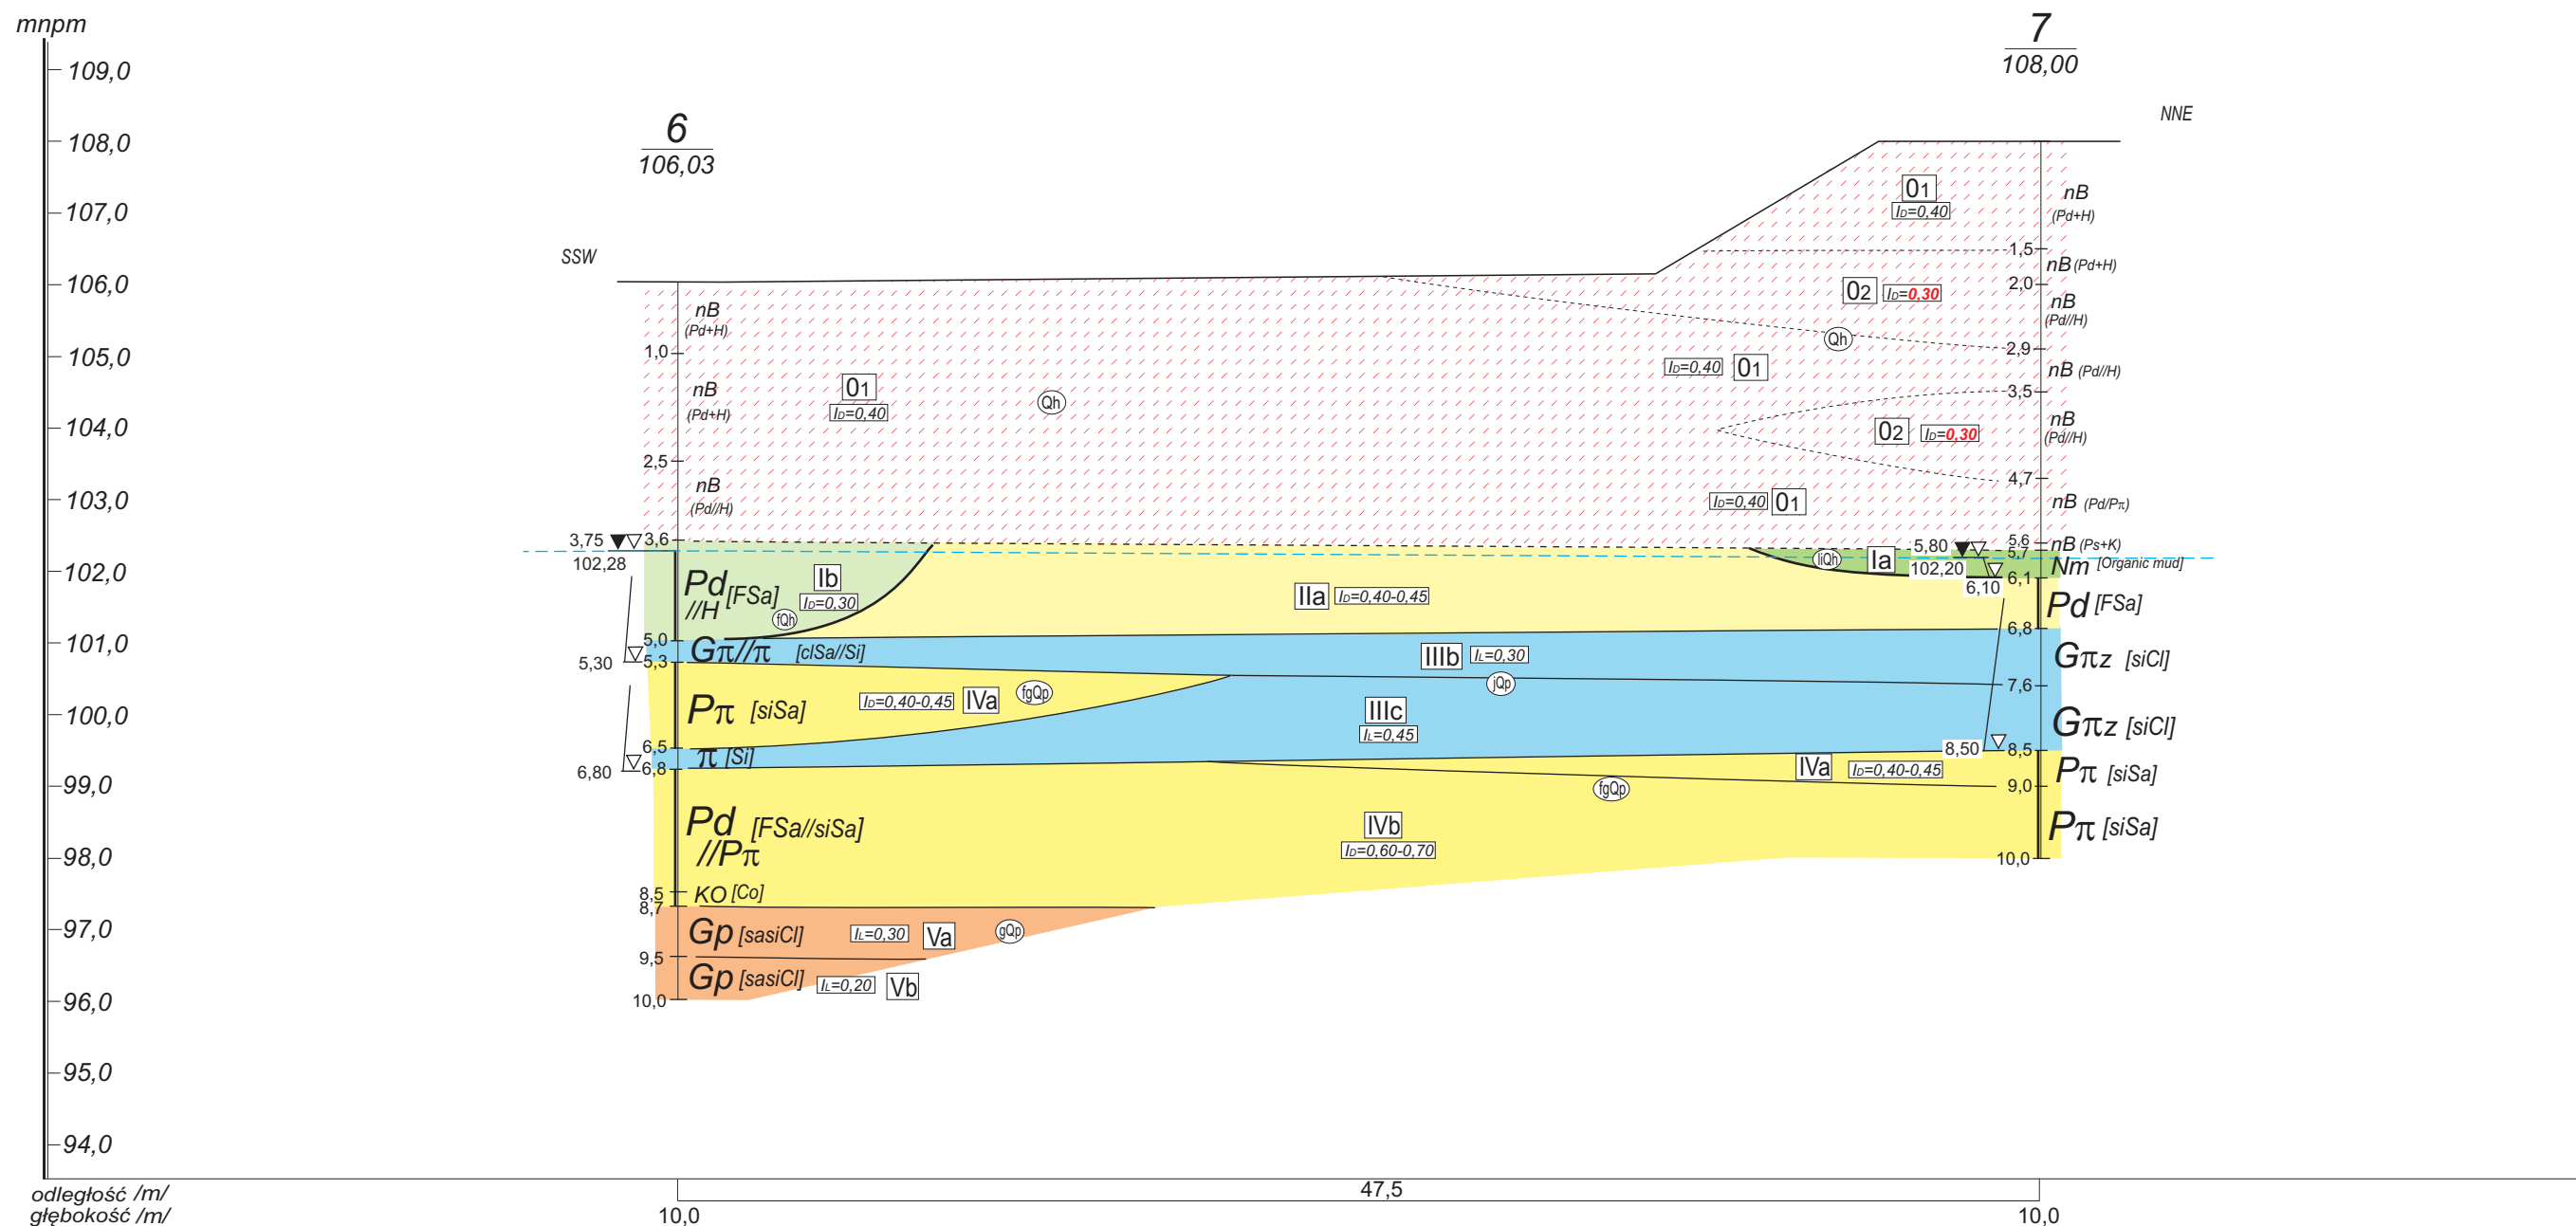 mnpm
109,0
108,0
107,0
106,0
105,0
104,0
103,0
102,0
101,0
100,0
99,0
98,0
97,0
96,0
95,0
94,0
6
106,03
7
108,00
SSW
NNE
nB
(Pd+H)
1,0
nB
(Pd+H)
2,5
nB
(Pd//H)
3,6
3,75
102,28
Pd [FSa]
//H
5,0
Gπ//π [clSa//Si]
5,30
5,3
Pπ [siSa]
6,5
π [Si]
6,80
6,8
Pd [FSa//siSa]
//Pπ
8,5
KO [Co]
8,7
Gp [sasiCl]
9,5
Gp [sasiCl]
10,0
01
ID=0,40
Qh
Ib
ID=0,30
fQh
IIa ID=0,40-0,45
IIIb IL=0,30
jQp
ID=0,40-0,45 IVa
fgQp
IIIc
IL=0,45
IVa ID=0,40-0,45
fgQp
IVb
ID=0,60-0,70
IL=0,30 Va
gQp
IL=0,20 Vb
01
ID=0,40
02 ID=0,30
Qh
ID=0,40 01
02 ID=0,30
ID=0,40 01
liQh
Ia
5,80
102,20
6,10
8,50
nB
(Pd+H)
1,5
nB (Pd+H)
2,0
nB
(Pd//H)
2,9
nB (Pd//H)
3,5
nB
(Pd//H)
4,7
nB (Pd/Pπ)
5,6
nB (Ps+K)
5,7
Nm [Organic mud]
6,1
Pd [FSa]
6,8
Gπz [siCl]
7,6
Gπz [siCl]
8,5
Pπ [siSa]
9,0
Pπ [siSa]
10,0
odległość /m/
47,5
głębokość /m/
10,0
10,0